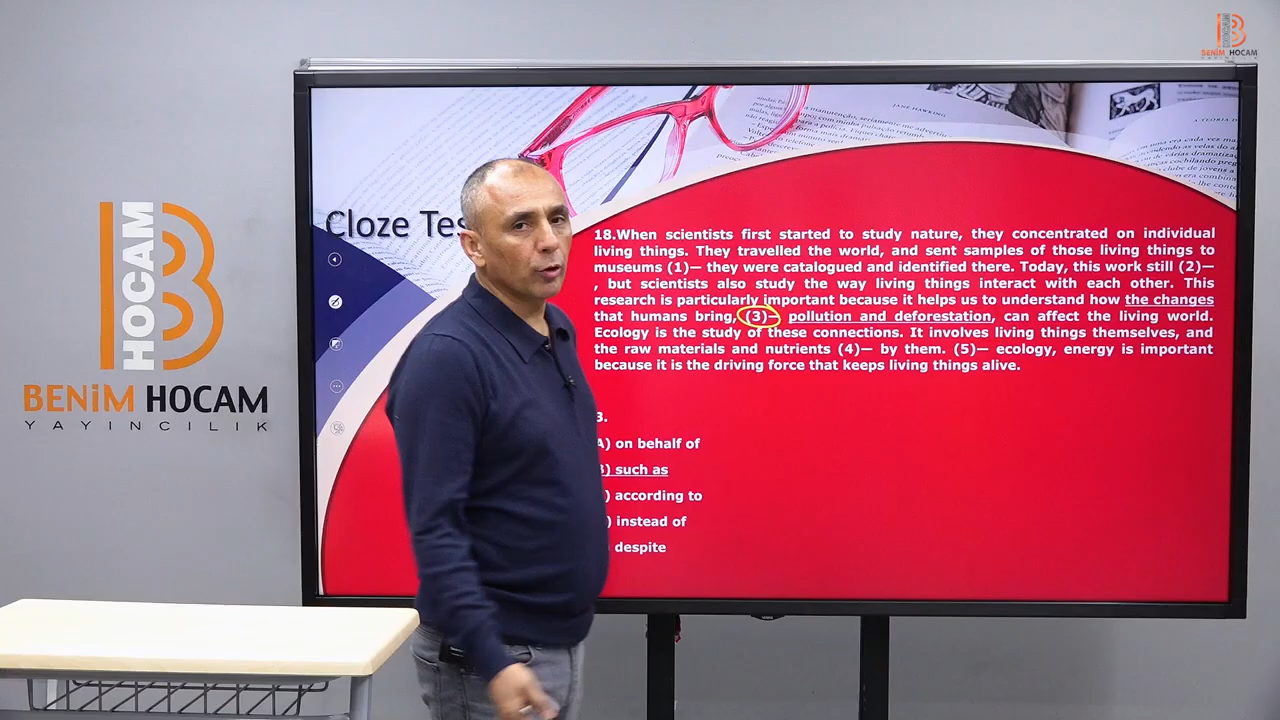 BENİM HOCAM
YAYINCILIK
HOCAM
BENİM HOCAM
YAYINCILIK
JANE HAWKING
A TEORIA
Cloze Tes
18.When scientists first started to study nature, they concentrated on individual
living things. They travelled the world, and sent samples of those living things to
museums (1)— they were catalogued and identified there. Today, this work still (2)—
, but scientists also study the way living things interact with each other. This
research is particularly important because it helps us to understand how the changes
that humans bring, (3)— pollution and deforestation, can affect the living world.
Ecology is the study of these connections. It involves living things themselves, and
the raw materials and nutrients (4)— by them. (5)— ecology, energy is important
because it is the driving force that keeps living things alive.
3.
A) on behalf of
B) such as
) according to
) instead of
) despite